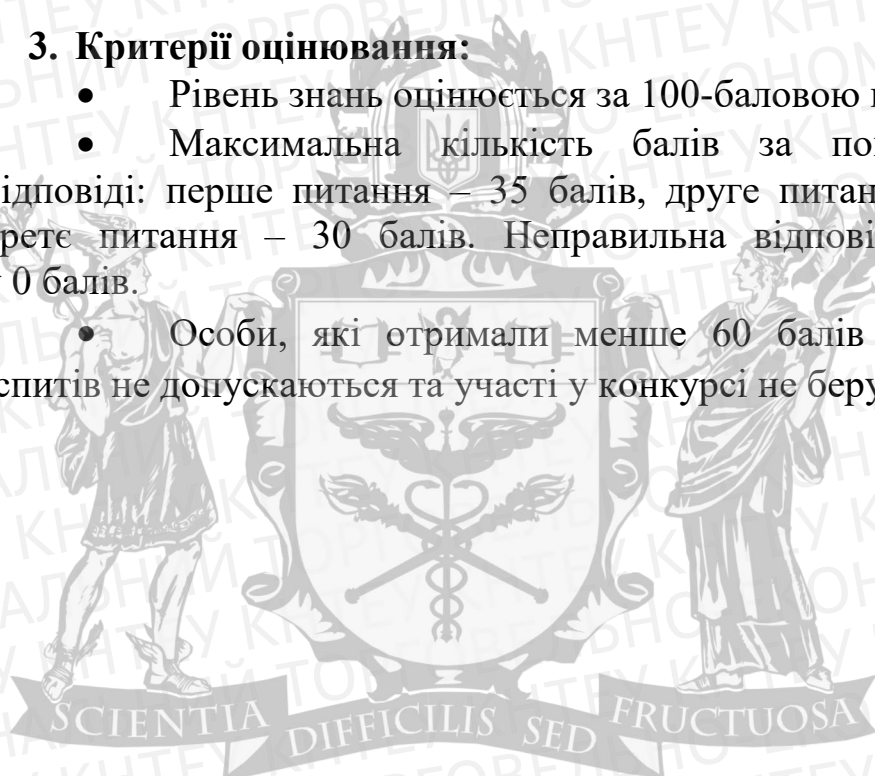 3. Критерії оцінювання:
• Рівень знань оцінюється за 100-баловою
• Максимальна кількість балів за
ідповіді: перше питання – 35 балів, друге питан
ретє питання – 30 балів. Неправильна відпові
0 балів.
• Особи, які отримали менше 60 балів
спитів не допускаються та участі у конкурсі не беру
SCIENTIA DIFFICILIS SED FRUCTUOSA